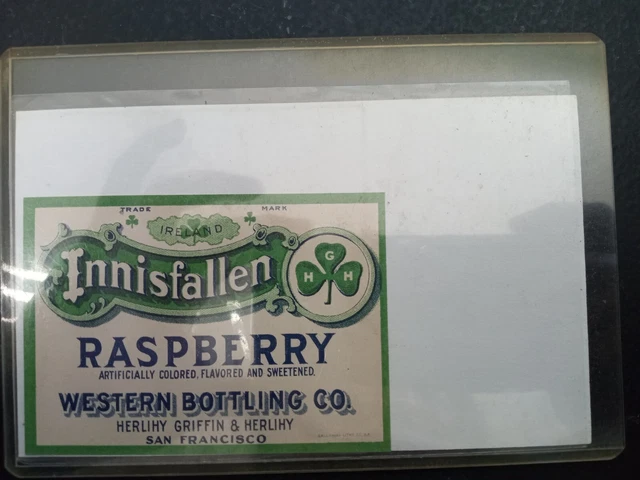 TRADE MARK
IRELAND
Innisfallen
G
H H
RASPBERRY
ARTIFICIALLY COLORED, FLAVORED AND SWEETENED.
WESTERN BOTTLING CO.
HERLIHY GRIFFIN & HERLIHY
SAN FRANCISCO